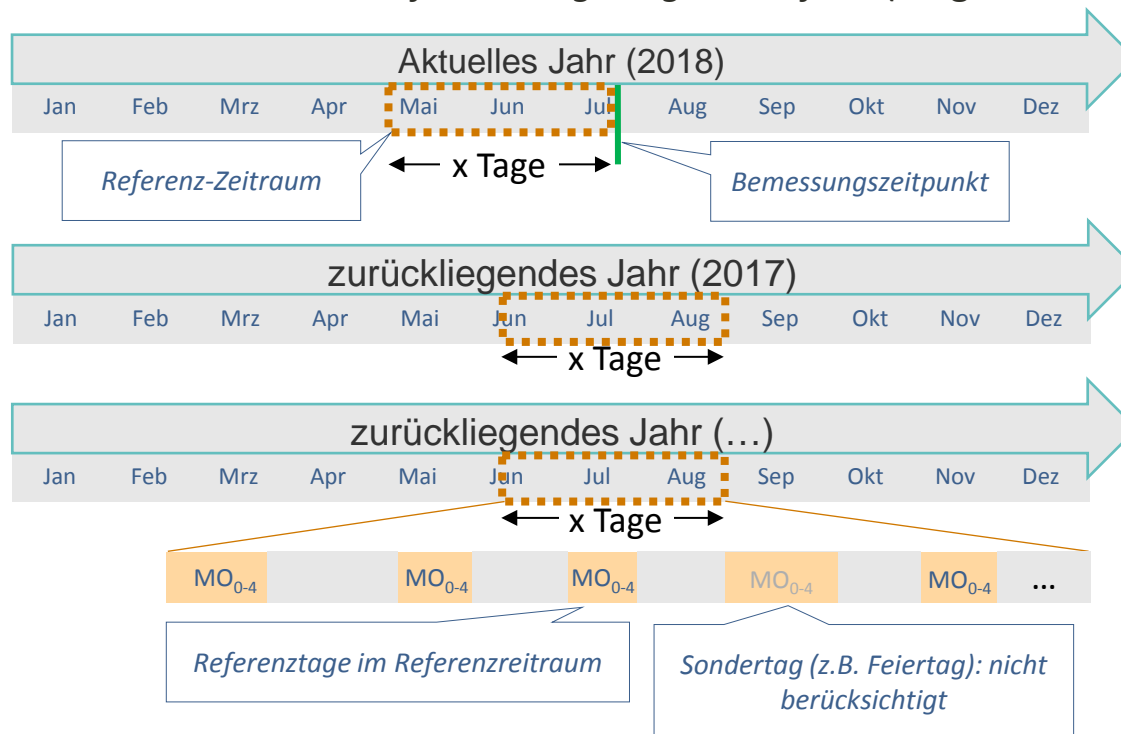 Aktuelles Jahr (2018)
Jan Feb Mrz Apr Mai Jun Jul Aug Sep Okt Nov Dez
x Tage
Referenz-Zeitraum
Bemessungszeitpunkt
zurückliegendes Jahr (2017)
Jan Feb Mrz Apr Mai Jun Jul Aug Sep Okt Nov Dez
x Tage
zurückliegendes Jahr (…)
Jan Feb Mrz Apr Mai Jun Jul Aug Sep Okt Nov Dez
x Tage
MO0-4 MO0-4 MO0-4 MO0-4 MO0-4 ...
Referenztage im Referenzreitraum
Sondertag (z.B. Feiertag): nicht
berücksichtigt